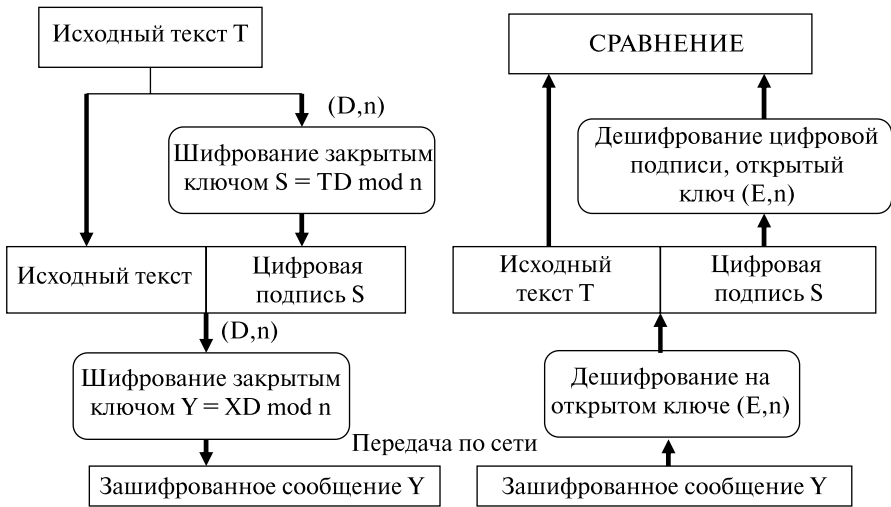 Исходный текст T
(D,n)
Шифрование закрытым
ключом S = TD mod n
Исходный текст
Цифровая
подпись S
(D,n)
Шифрование закрытым
ключом Y = XD mod n
Передача по сети
Зашифрованное сообщение Y
СРАВНЕНИЕ
Дешифрование цифровой
подписи, открытый
ключ (E,n)
Исходный
текст T
Цифровая
подпись S
Дешифрование на
открытом ключе (E,n)
Зашифрованное сообщение Y